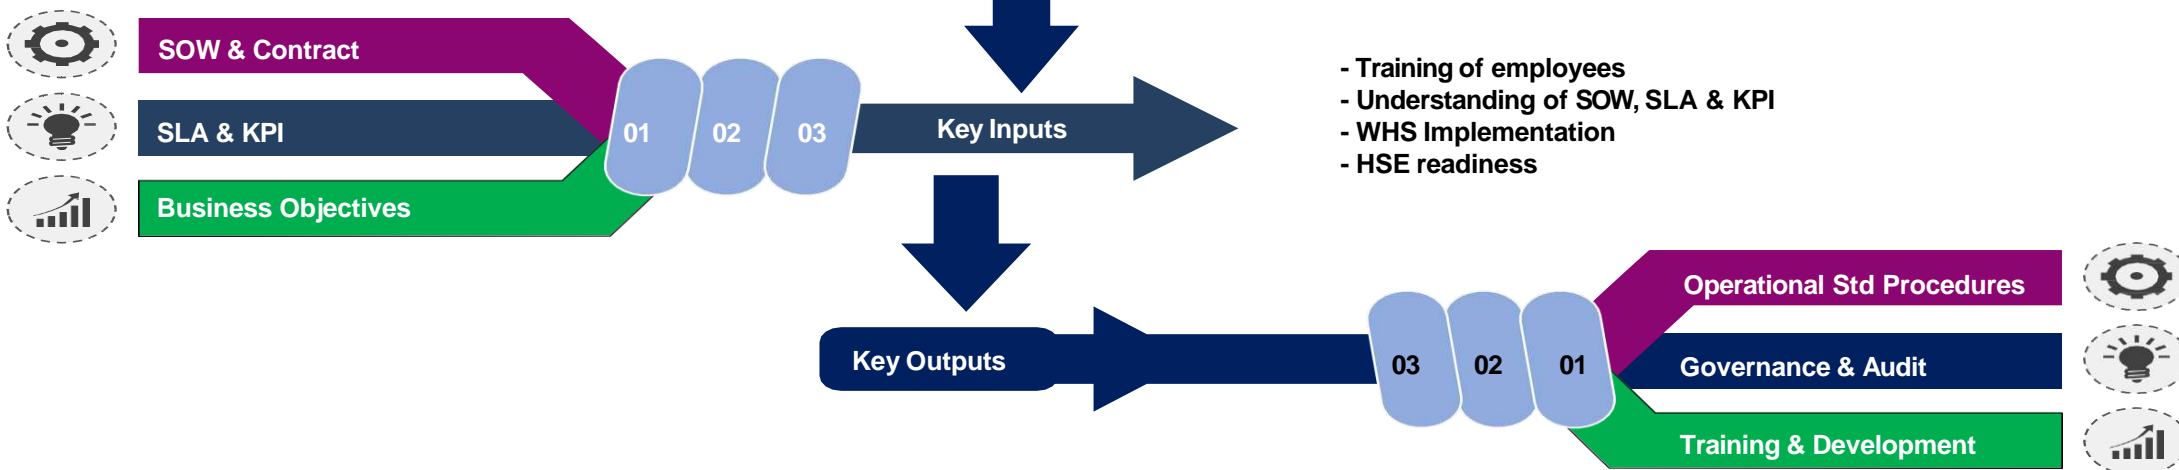 SOW & Contract
SLA & KPI
Business Objectives
01 02 03
Key Inputs
- Training of employees
- Understanding of SOW, SLA & KPI
- WHS Implementation
- HSE readiness
Key Outputs
03 02 01
Operational Std Procedures
Governance & Audit
Training & Development